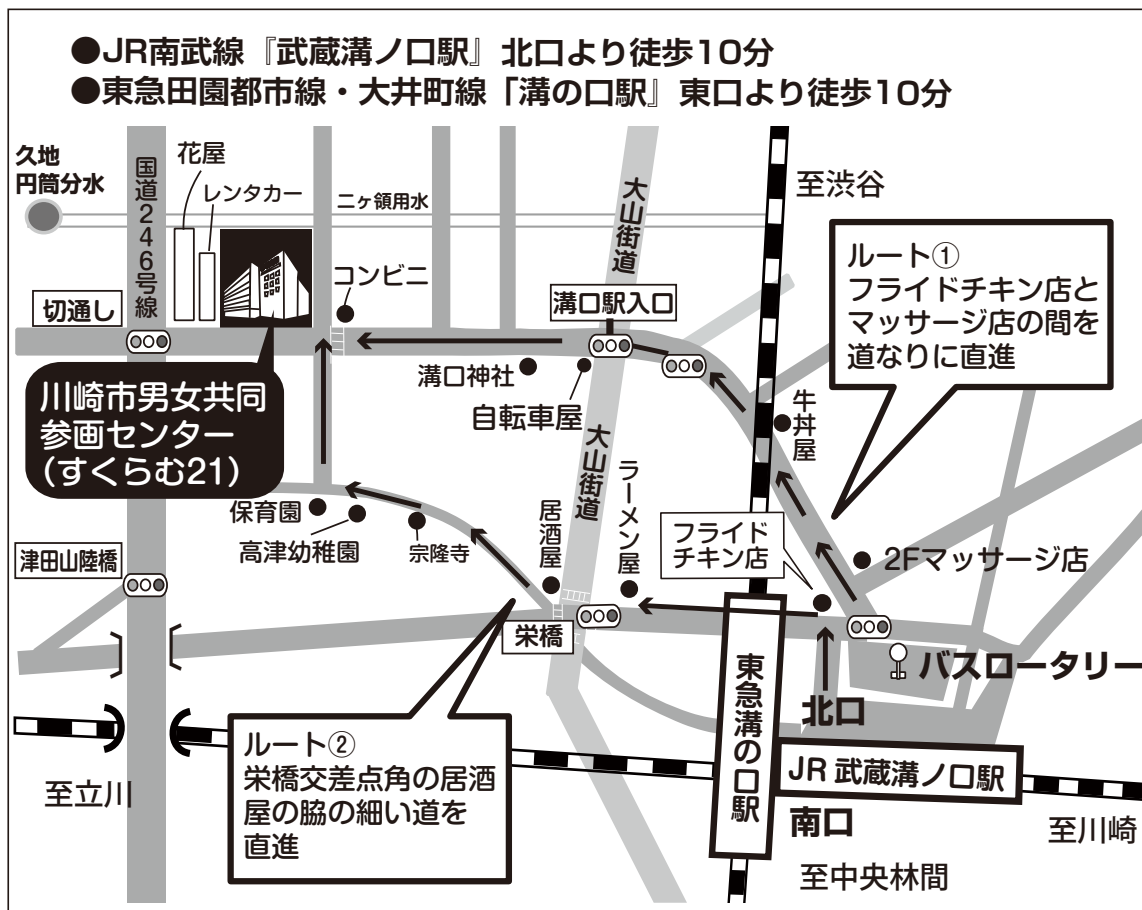 ●JR南武線『武蔵溝ノ口駅』北口より徒歩10分
●東急田園都市線・大井町線「溝の口駅』東口より徒歩10分
久地
円筒分水
国道246号線
花屋
レンタカー
二ヶ領用水
大山街道
至渋谷
ルート①
フライドチキン店と
マッサージ店の間を
道なりに直進
コンビニ
切通し
溝口駅入口
溝口神社
自転車屋
牛丼屋
川崎市男女共同
参画センター
(すくらむ21)
大山街道
ラーメン屋
居酒屋
保育園
高津幼稚園
宗隆寺
フライド
チキン店
2Fマッサージ店
津田山陸橋
栄橋
バスロータリー
北口
東急溝の口駅
JR 武蔵溝ノ口駅
南口
ルート②
栄橋交差点角の居酒
屋の脇の細い道を
直進
至立川
至川崎
至中央林間